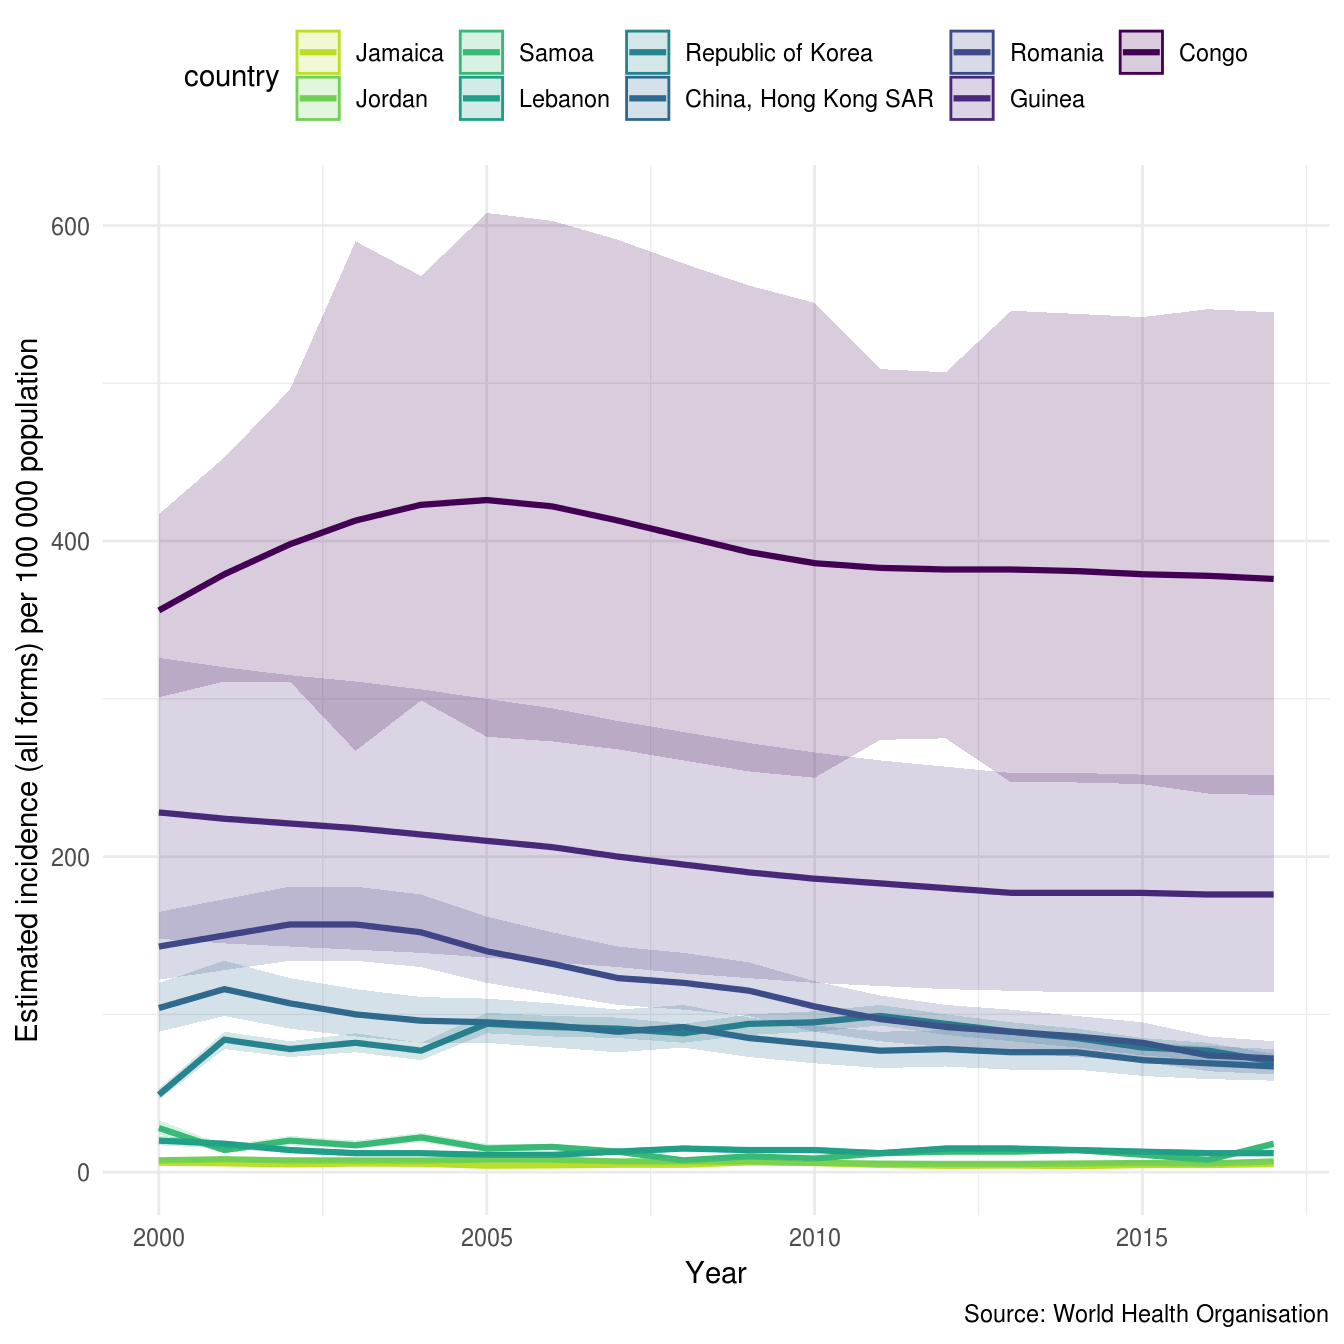 country
Jamaica Samoa Republic of Korea Romania Congo
Jordan Lebanon China, Hong Kong SAR Guinea
Estimated incidence (all forms) per 100 000 population
600
400
200
0
2000 2005 2010 2015
Year
Source: World Health Organisation